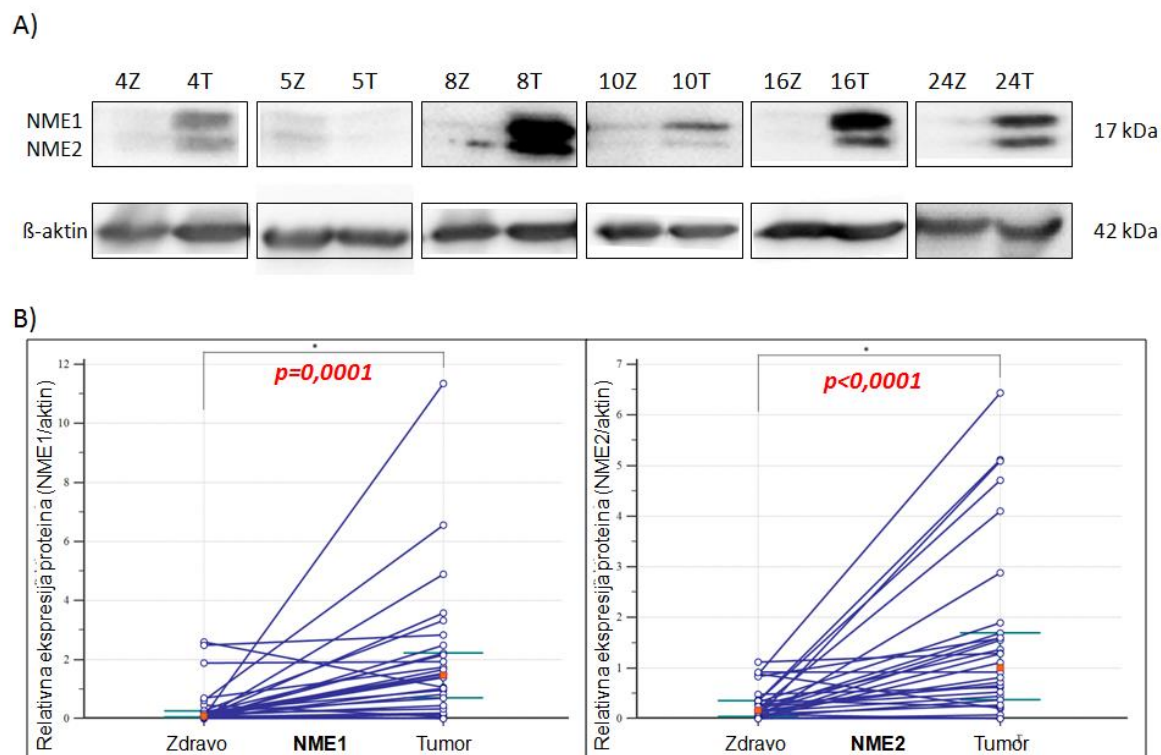 A)
4Z 4T 5Z 5T 8Z 8T 10Z 10T 16Z 16T 24Z 24T
NME1
NME2
17 kDa
ß-aktin
42 kDa
B)
Relativna ekspresija proteina (NME1/aktin)
12
10
8
6
4
2
0
*
p=0,0001
Zdravo NME1 Tumor
Relativna ekspresija proteina (NME2/aktin)
7
6
5
4
3
2
1
0
*
p<0,0001
Zdravo NME2 Tumor